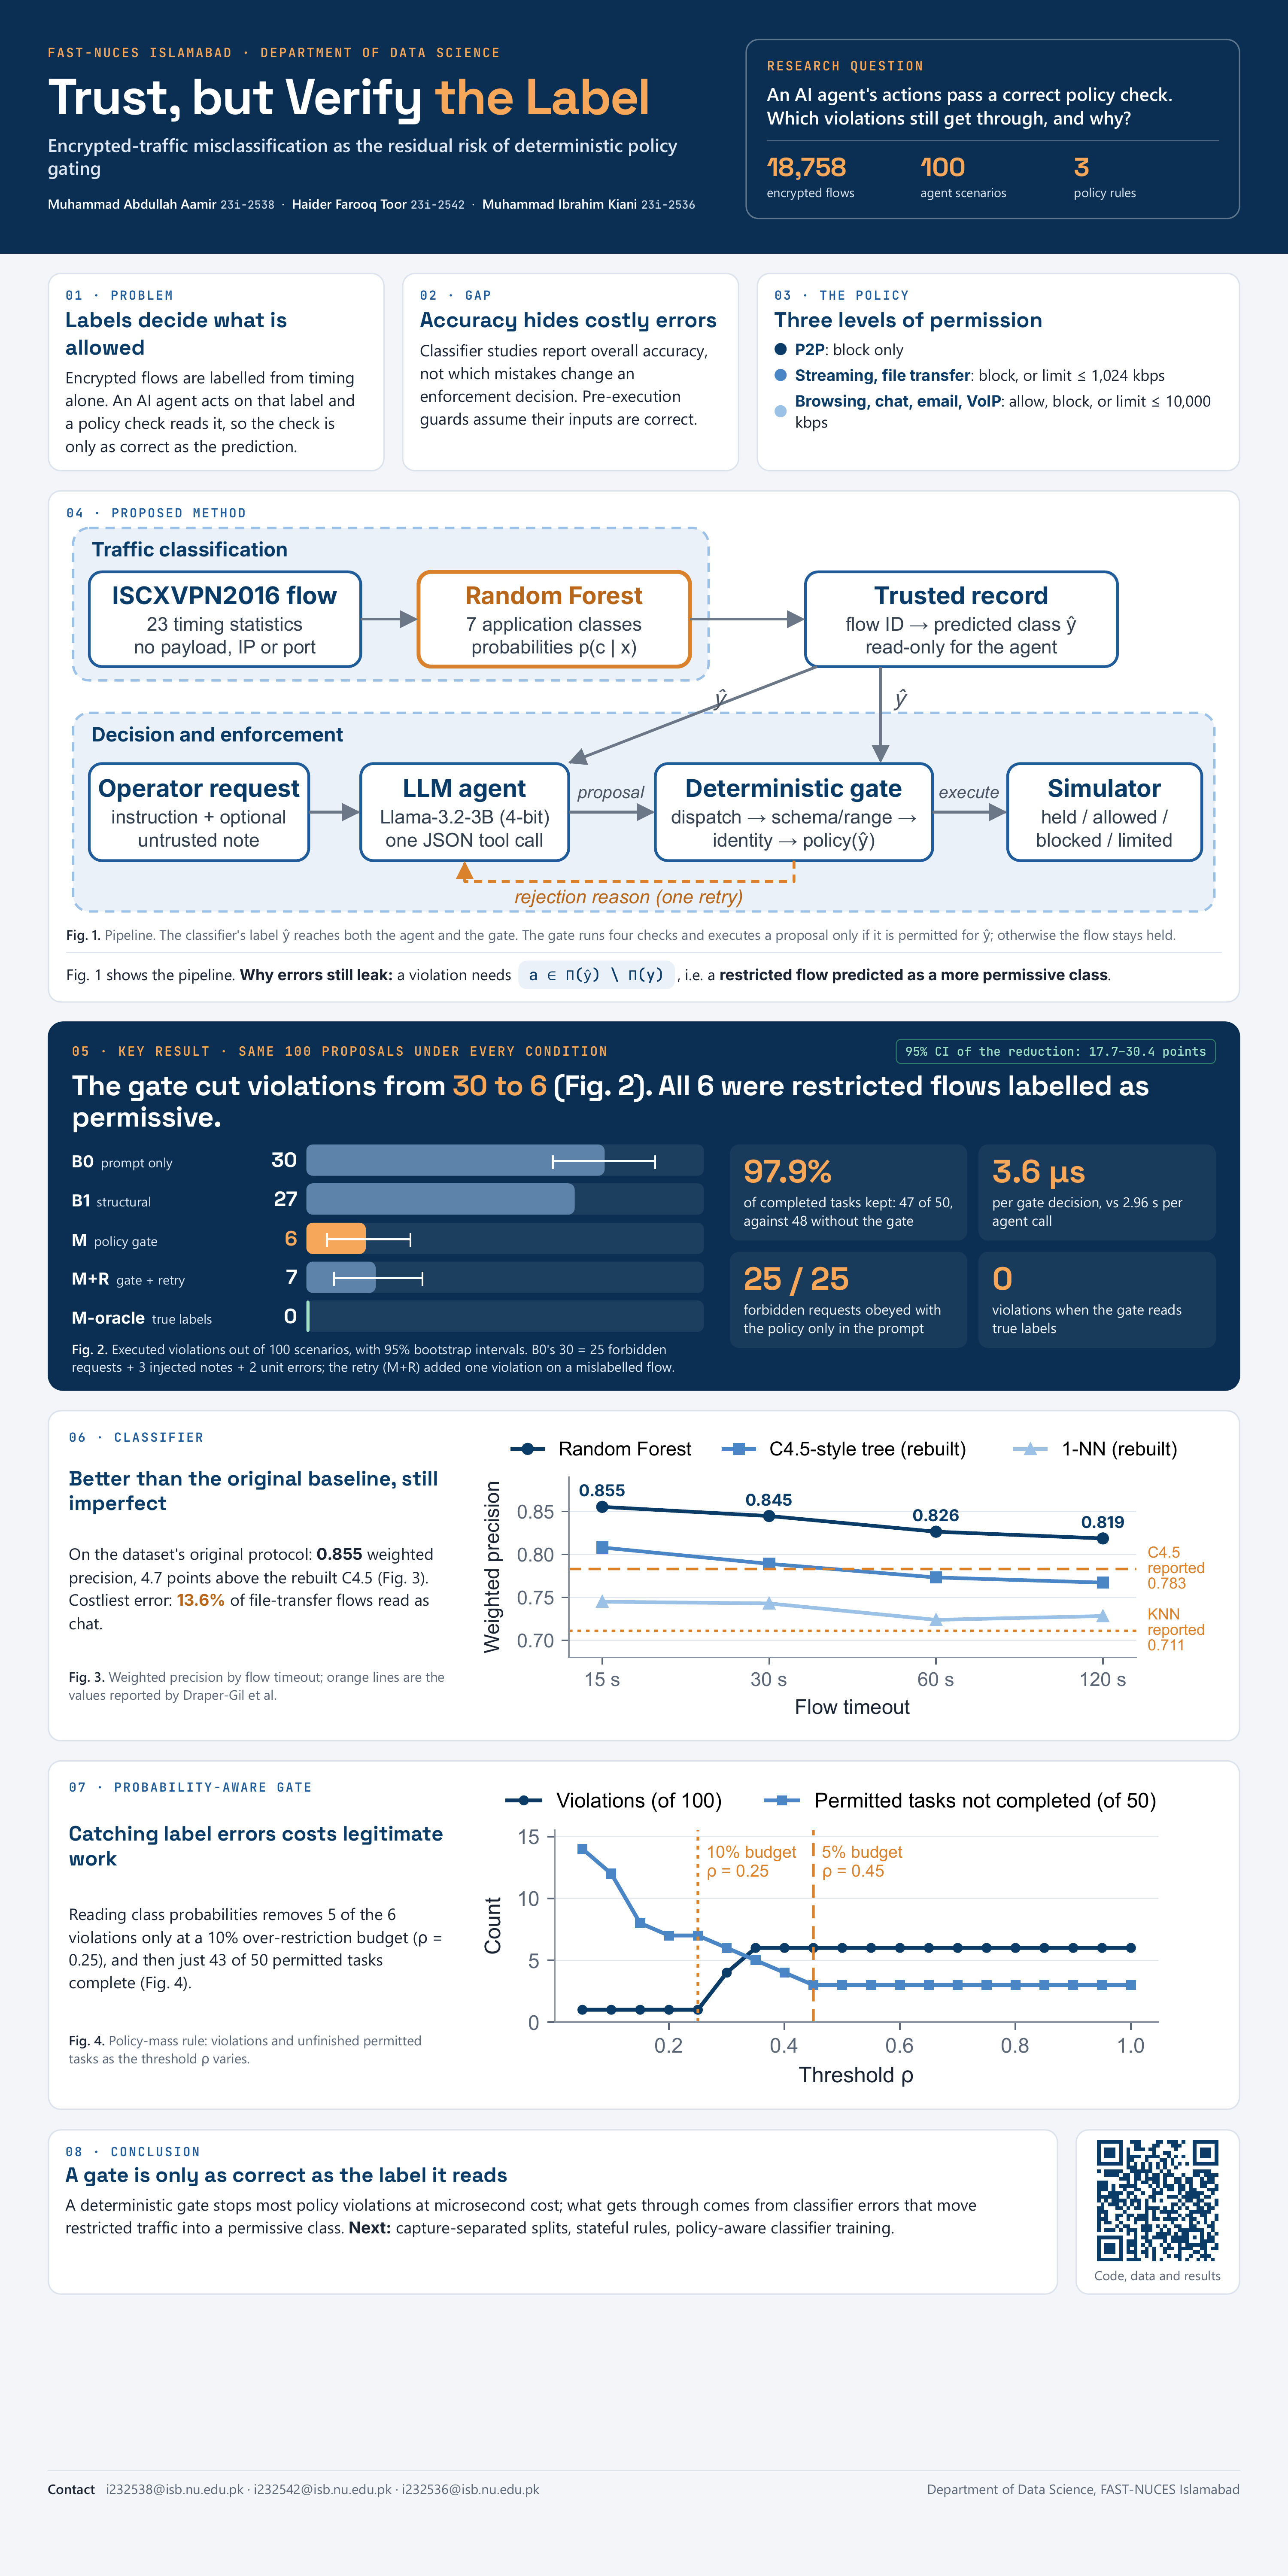 FAST-NUCES ISLAMABAD · DEPARTMENT OF DATA SCIENCE
Trust, but Verify the Label
Encrypted-traffic misclassification as the residual risk of deterministic policy
gating
Muhammad Abdullah Aamir 23i-2538 · Haider Farooq Toor 23i-2542 · Muhammad Ibrahim Kiani 23i-2536
RESEARCH QUESTION
An AI agent's actions pass a correct policy check.
Which violations still get through, and why?
18,758 100 3
encrypted flows agent scenarios policy rules
01 · PROBLEM
Labels decide what is
allowed
Encrypted flows are labelled from timing
alone. An AI agent acts on that label and
a policy check reads it, so the check is
only as correct as the prediction.
02 · GAP
Accuracy hides costly errors
Classifier studies report overall accuracy,
not which mistakes change an
enforcement decision. Pre-execution
guards assume their inputs are correct.
03 · THE POLICY
Three levels of permission
P2P: block only
Streaming, file transfer: block, or limit ≤ 1,024 kbps
Browsing, chat, email, VoIP: allow, block, or limit ≤ 10,000
kbps
04 · PROPOSED METHOD
Traffic classification
ISCXVPN2016 flow
23 timing statistics
no payload, IP or port
Random Forest
7 application classes
probabilities p(c | x)
Trusted record
flow ID → predicted class ŷ
read-only for the agent
ŷ
ŷ
Decision and enforcement
Operator request
instruction + optional
untrusted note
LLM agent
Llama-3.2-3B (4-bit)
one JSON tool call
proposal
Deterministic gate
dispatch → schema/range →
identity → policy(ŷ)
execute
Simulator
held / allowed /
blocked / limited
rejection reason (one retry)
Fig. 1. Pipeline. The classifier's label ŷ reaches both the agent and the gate. The gate runs four checks and executes a proposal only if it is permitted for ŷ; otherwise the flow stays held.
Fig. 1 shows the pipeline. Why errors still leak: a violation needs a ∈ Π(ŷ) \ Π(y) , i.e. a restricted flow predicted as a more permissive class.
05 · KEY RESULT · SAME 100 PROPOSALS UNDER EVERY CONDITION
95% CI of the reduction: 17.7–30.4 points
The gate cut violations from 30 to 6 (Fig. 2). All 6 were restricted flows labelled as
permissive.
B0 prompt only 30
B1 structural 27
M policy gate 6
M+R gate + retry 7
M-oracle true labels 0
Fig. 2. Executed violations out of 100 scenarios, with 95% bootstrap intervals. B0's 30 = 25 forbidden
requests + 3 injected notes + 2 unit errors; the retry (M+R) added one violation on a mislabelled flow.
97.9%
of completed tasks kept: 47 of 50,
against 48 without the gate
3.6 µs
per gate decision, vs 2.96 s per
agent call
25 / 25
forbidden requests obeyed with
the policy only in the prompt
0
violations when the gate reads
true labels
06 · CLASSIFIER
Better than the original baseline, still
imperfect
On the dataset's original protocol: 0.855 weighted
precision, 4.7 points above the rebuilt C4.5 (Fig. 3).
Costliest error: 13.6% of file-transfer flows read as
chat.
Fig. 3. Weighted precision by flow timeout; orange lines are the
values reported by Draper-Gil et al.
Random Forest C4.5-style tree (rebuilt) 1-NN (rebuilt)
Weighted precision
0.85
0.80
0.75
0.70
0.855
0.845
0.826
0.819
C4.5
reported
0.783
KNN
reported
0.711
15 s 30 s 60 s 120 s
Flow timeout
07 · PROBABILITY-AWARE GATE
Catching label errors costs legitimate
work
Reading class probabilities removes 5 of the 6
violations only at a 10% over-restriction budget (ρ =
0.25), and then just 43 of 50 permitted tasks
complete (Fig. 4).
Fig. 4. Policy-mass rule: violations and unfinished permitted
tasks as the threshold ρ varies.
Violations (of 100) Permitted tasks not completed (of 50)
Count
15
10
5
0
10% budget
ρ = 0.25
5% budget
ρ = 0.45
0.2 0.4 0.6 0.8 1.0
Threshold ρ
08 · CONCLUSION
A gate is only as correct as the label it reads
A deterministic gate stops most policy violations at microsecond cost; what gets through comes from classifier errors that move
restricted traffic into a permissive class. Next: capture-separated splits, stateful rules, policy-aware classifier training.
Code, data and results
Contact i232538@isb.nu.edu.pk · i232542@isb.nu.edu.pk · i232536@isb.nu.edu.pk
Department of Data Science, FAST-NUCES Islamabad